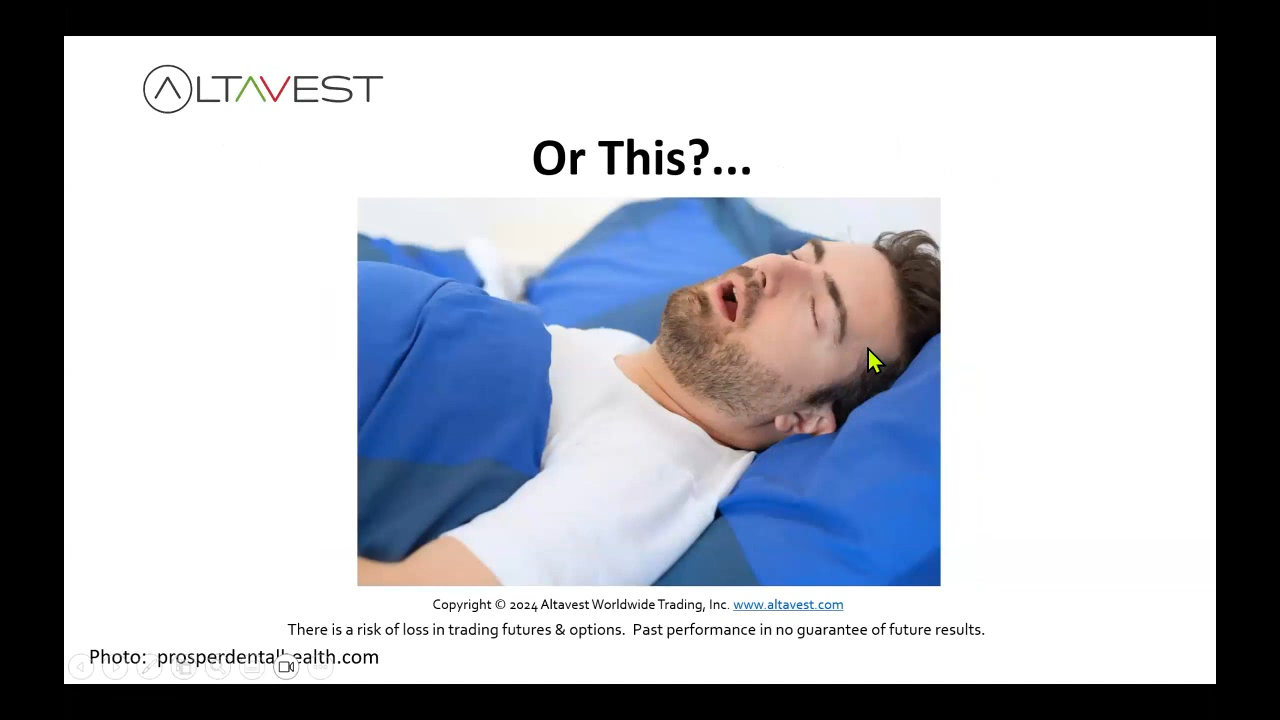 ALTAVEST
Or This?...
Copyright © 2024 Altavest Worldwide Trading, Inc. www.altavest.com
There is a risk of loss in trading futures & options.  Past performance in no guarantee of future results.
Photo:  prosperdentalhealth.com